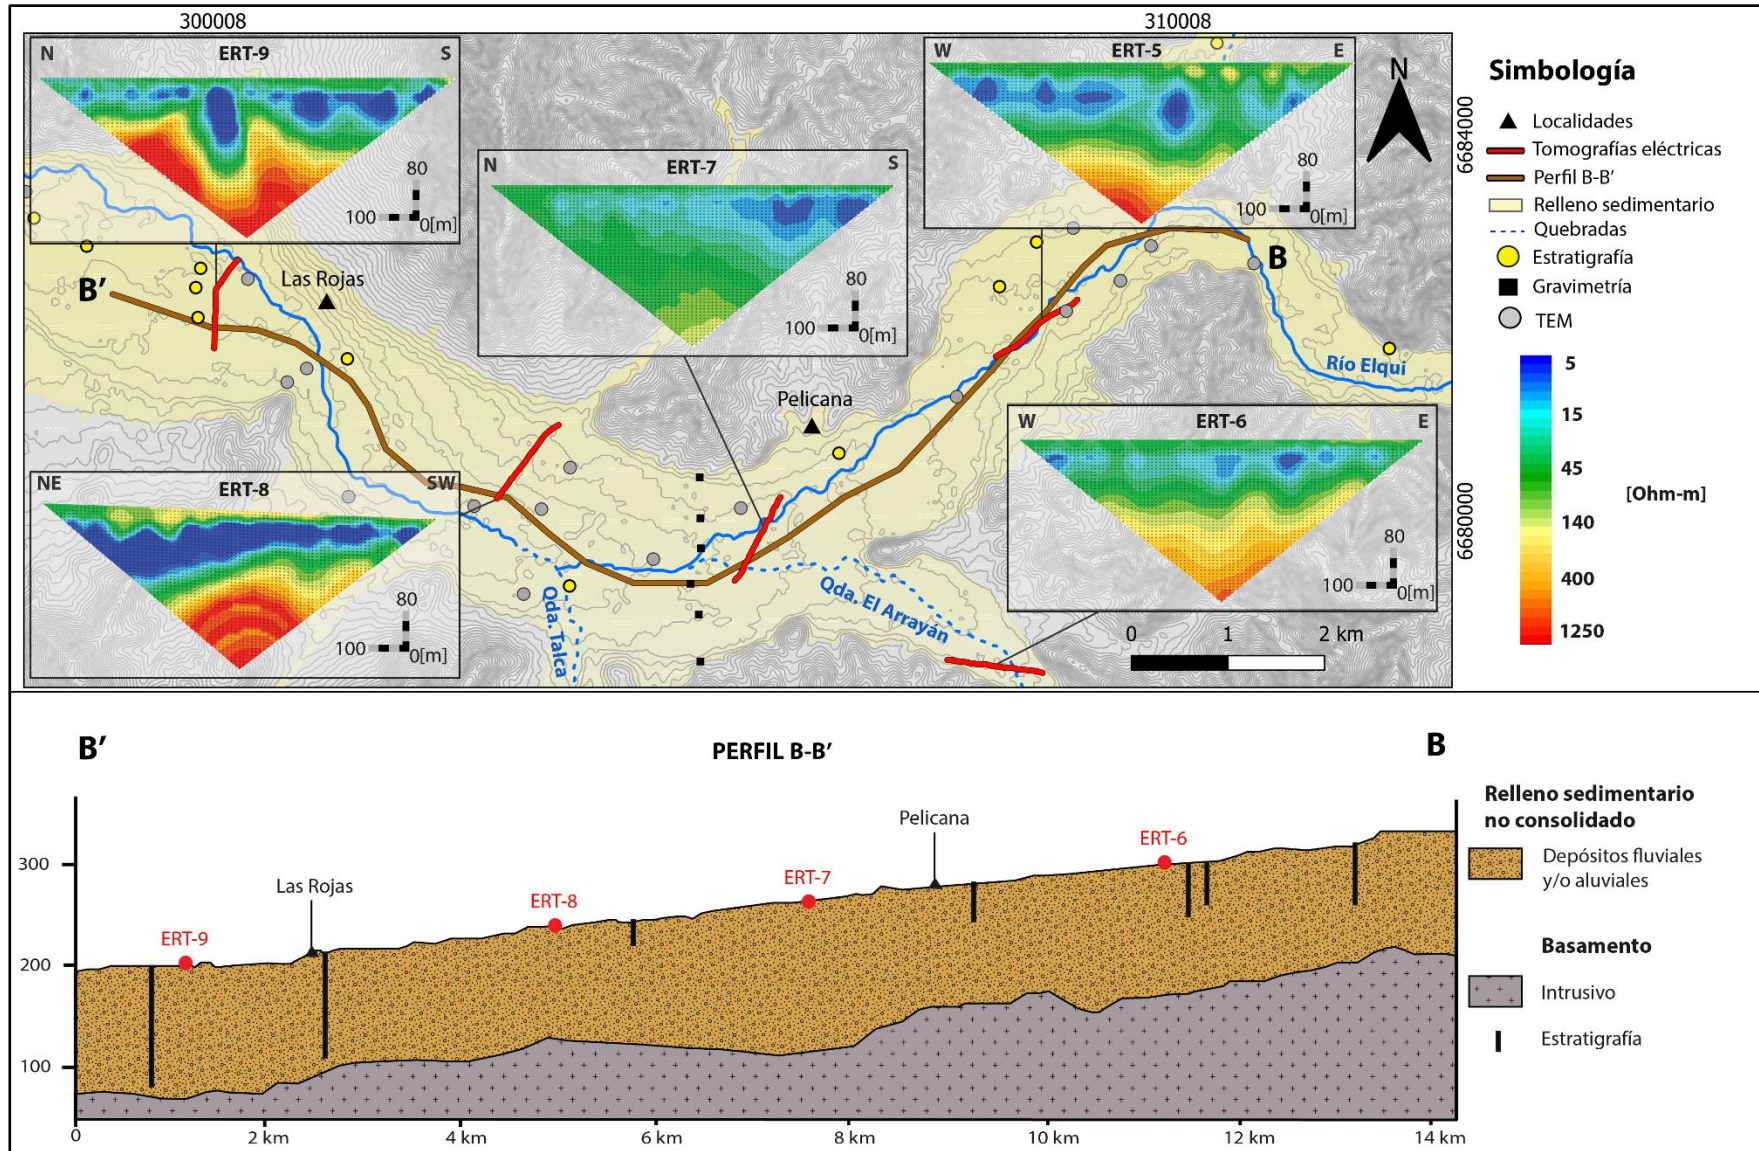 300008
310008
N
ERT-9
S
80
100
0[m]
N
ERT-7
S
80
100
0[m]
W
ERT-5
E
80
100
0[m]
N
6684000
6680000
B'
Las Rojas
Pelicana
B
Río Elqui
NE
ERT-8
SW
80
100
0[m]
W
ERT-6
E
80
100
0[m]
Qda. Talca
Qda. El Arrayán
0
1
2 km
Simbología
Localidades
Tomografías eléctricas
Perfil B-B'
Relleno sedimentario
Quebradas
Estratigrafía
Gravimetría
TEM
5
15
45
140
400
1250
[Ohm-m]
B'
PERFIL B-B'
B
300
200
100
ERT-9
Las Rojas
ERT-8
ERT-7
Pelicana
ERT-6
0
2 km
4 km
6 km
8 km
10 km
12 km
14 km
Relleno sedimentario
no consolidado
Depósitos fluviales
y/o aluviales
Basamento
Intrusivo
Estratigrafía